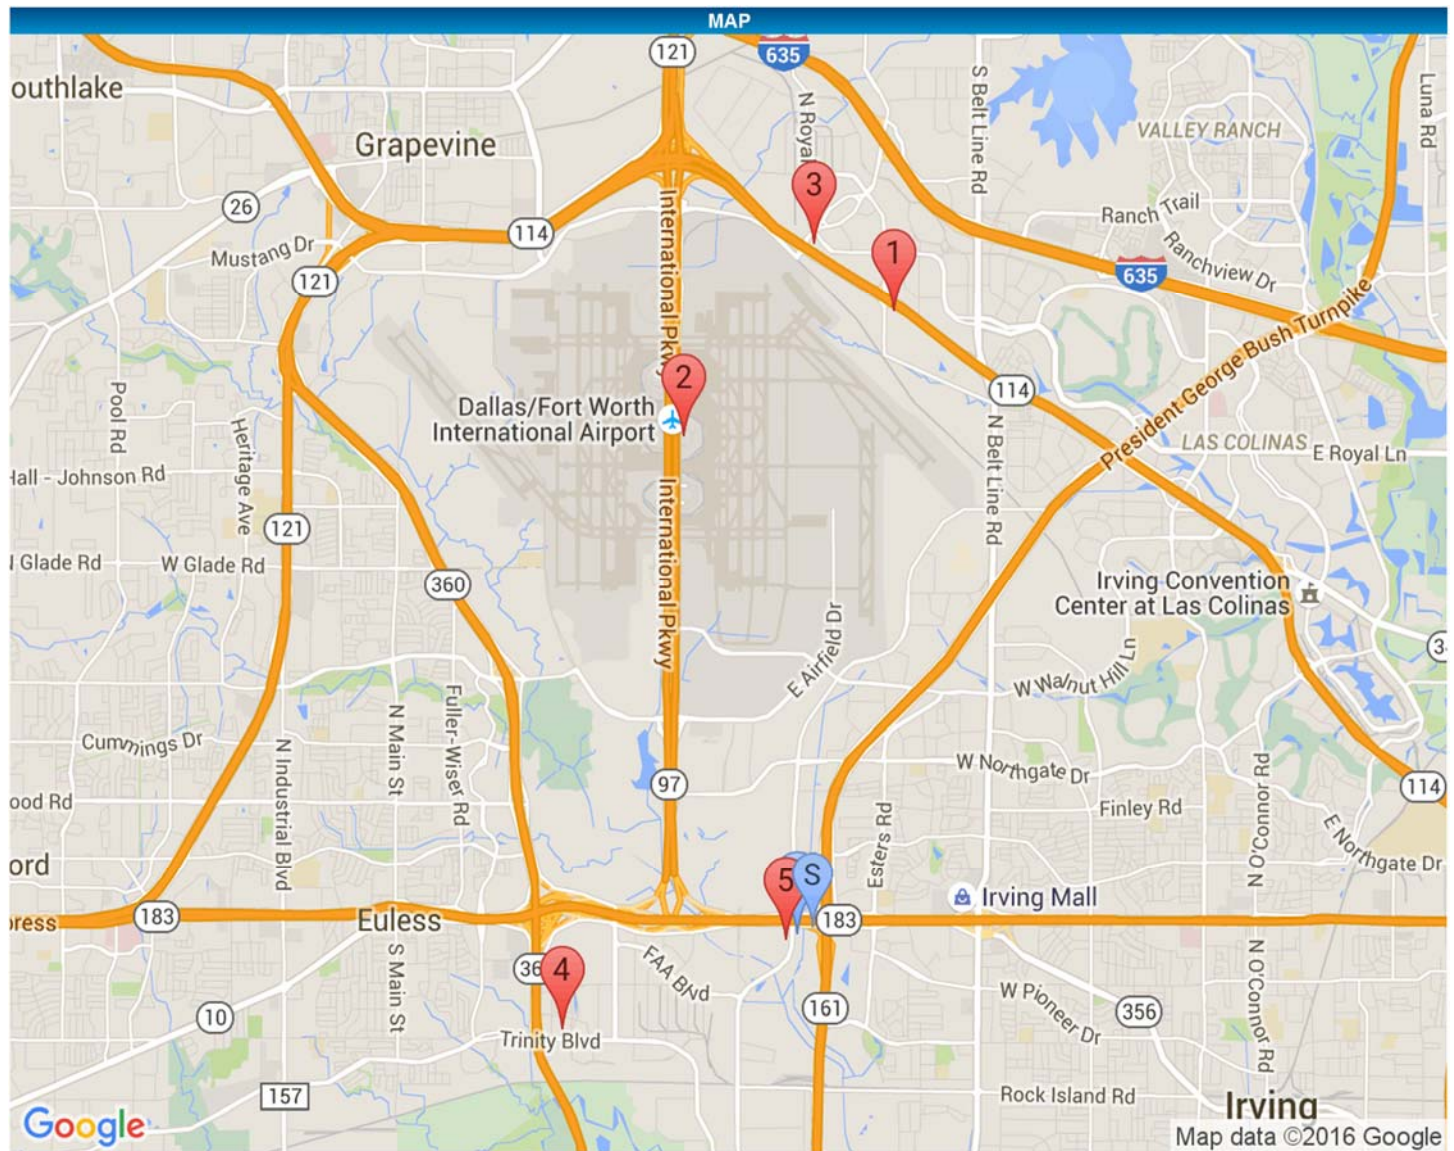 MAP
121
635
outhlake
N Royal
S Belt Line Rd
VALLEY RANCH
Luna Rd
Grapevine
3
26
International Pkwy
Ranch Trail
114
Mustang Dr
1
Ranchview Dr
121
635
President George Bush Turnpike
2
114
Pool Rd
Dallas/Fort Worth
International Airport
Heritage Ave
N Belt Line Rd
LAS COLINAS
E Royal Ln
Hall - Johnson Rd
International Pkwy
121
N Glade Rd
W Glade Rd
360
Irving Convention
Center at Las Colinas
E Airfield Dr
W Walnut Hill Ln
Fuller-Wiser Rd
N Main St
Cummings Dr
N Industrial Blvd
W Northgate Dr
N O'Connor Rd
97
114
ood Rd
Finley Rd
Esters Rd
E Northgate Dr
ord
5
S
Irving Mall
press
183
Euless
183
S Main St
FAA Blvd
N O'Connor Rd
36
4
W Pioneer Dr
10
161
356
Trinity Blvd
157
Rock Island Rd
Irving
Google
Map data ©2016 Google